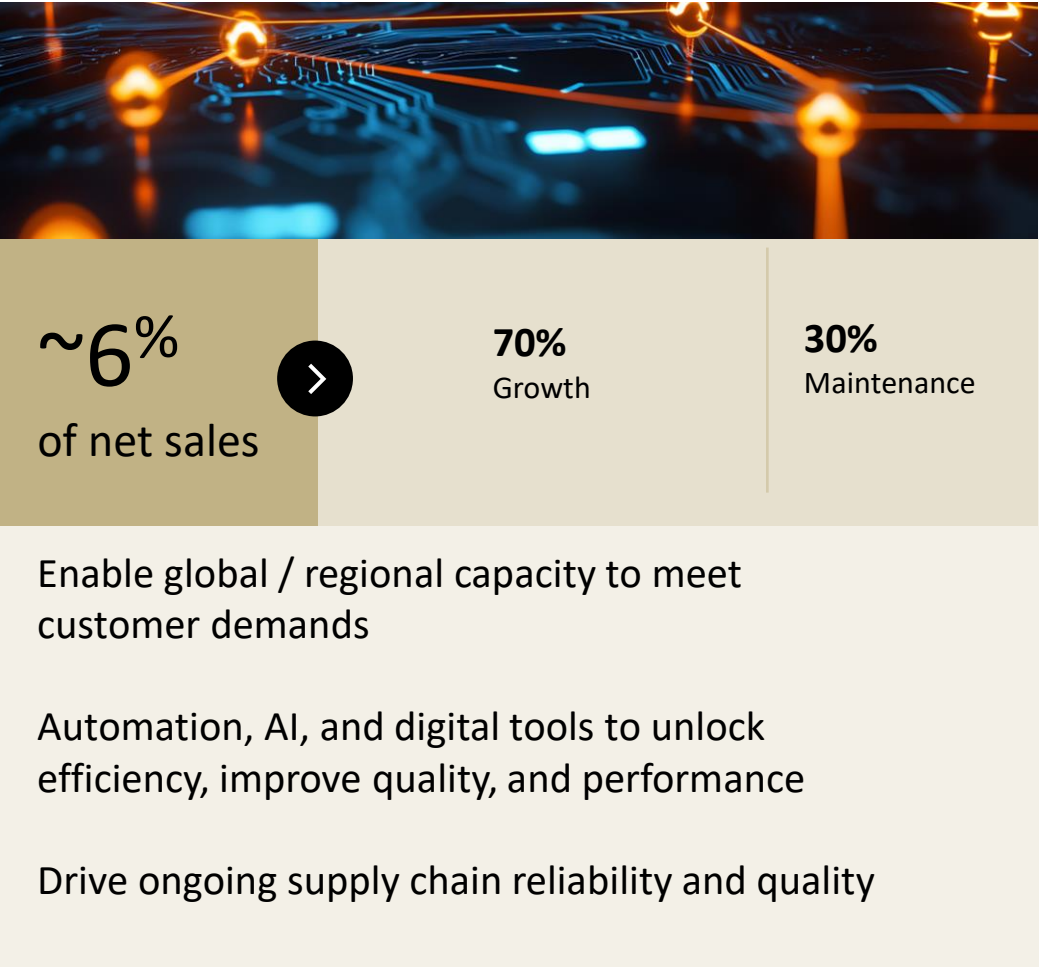 ~6%
of net sales
70%
Growth
30%
Maintenance
Enable global / regional capacity to meet
customer demands
Automation, AI, and digital tools to unlock
efficiency, improve quality, and performance
Drive ongoing supply chain reliability and quality